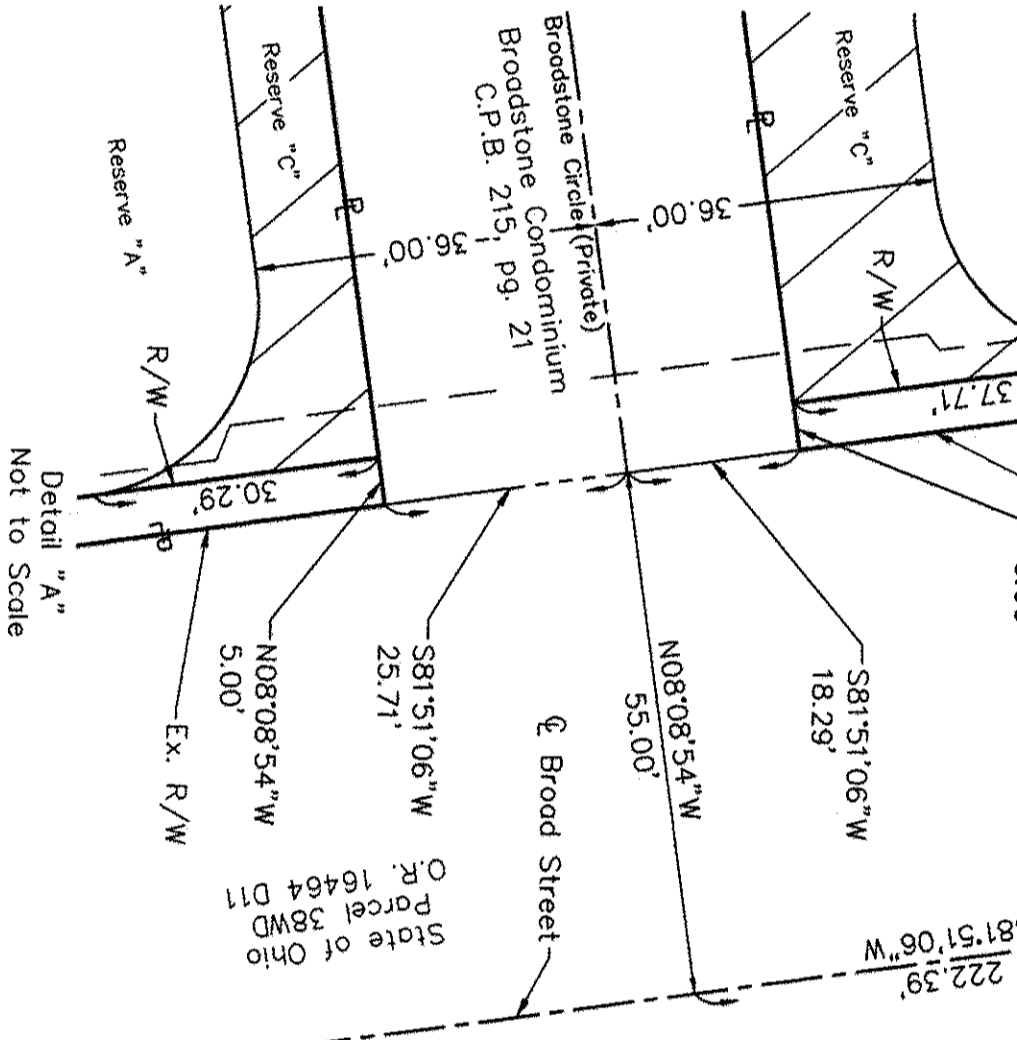 Reserve "C"
Reserve "A"
R/W
Broadstone Circle (Private)
Broadstone Condominium
C.P.B. 215, pg. 21
Reserve "C"
R/W
36.00'
36.00'
PL
PL
PL
37.71'
30.29'
Detail "A"
Not to Scale
N08°08'54"W
5.00'
S81°51'06"W
25.71'
N08°08'54"W
55.00'
S81°51'06"W
18.29'
Ex. R/W
℄ Broad Street
State of Ohio
Parcel 38WD
O.R. 16464 D11
81°51'06"W
222.39'